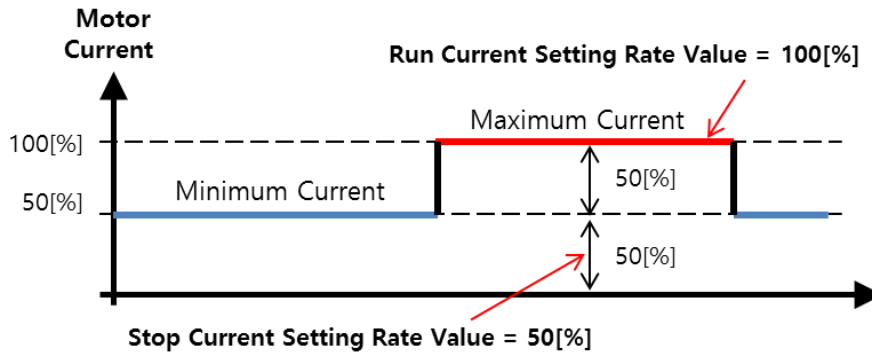 Motor
Current
Run Current Setting Rate Value = 100[%]
Maximum Current
100[%]
50[%]
Minimum Current
50[%]
50[%]
Stop Current Setting Rate Value = 50[%]